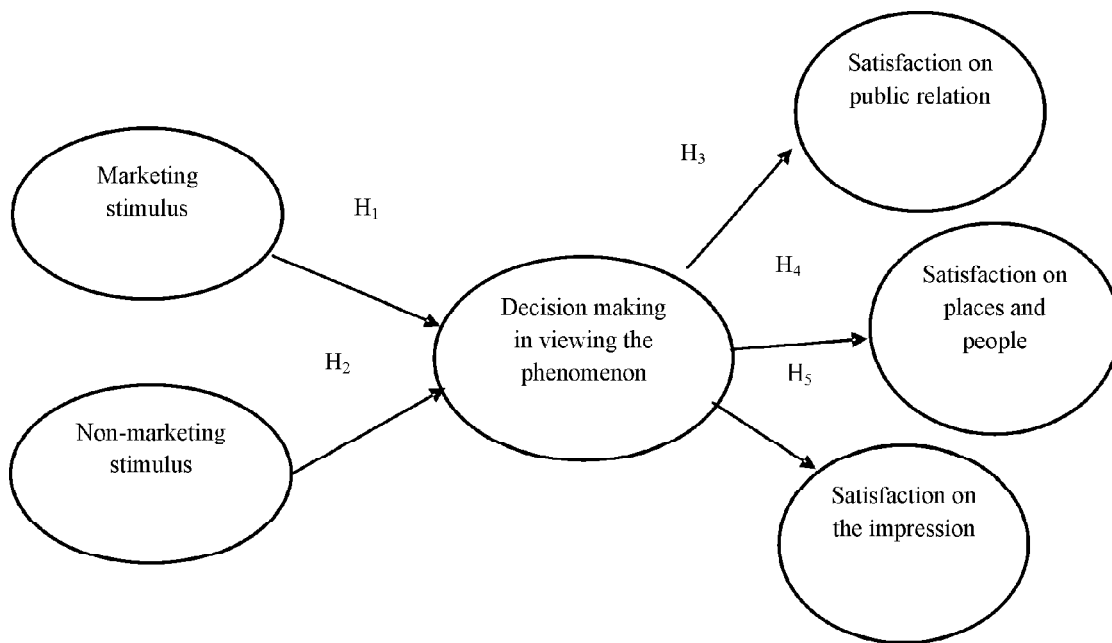 Marketing
stimulus
H₁
Non-marketing
stimulus
H₂
Decision making
in viewing the
phenomenon
H₃
Satisfaction on
public relation
H₄
Satisfaction on
places and
people
H₅
Satisfaction on
the impression